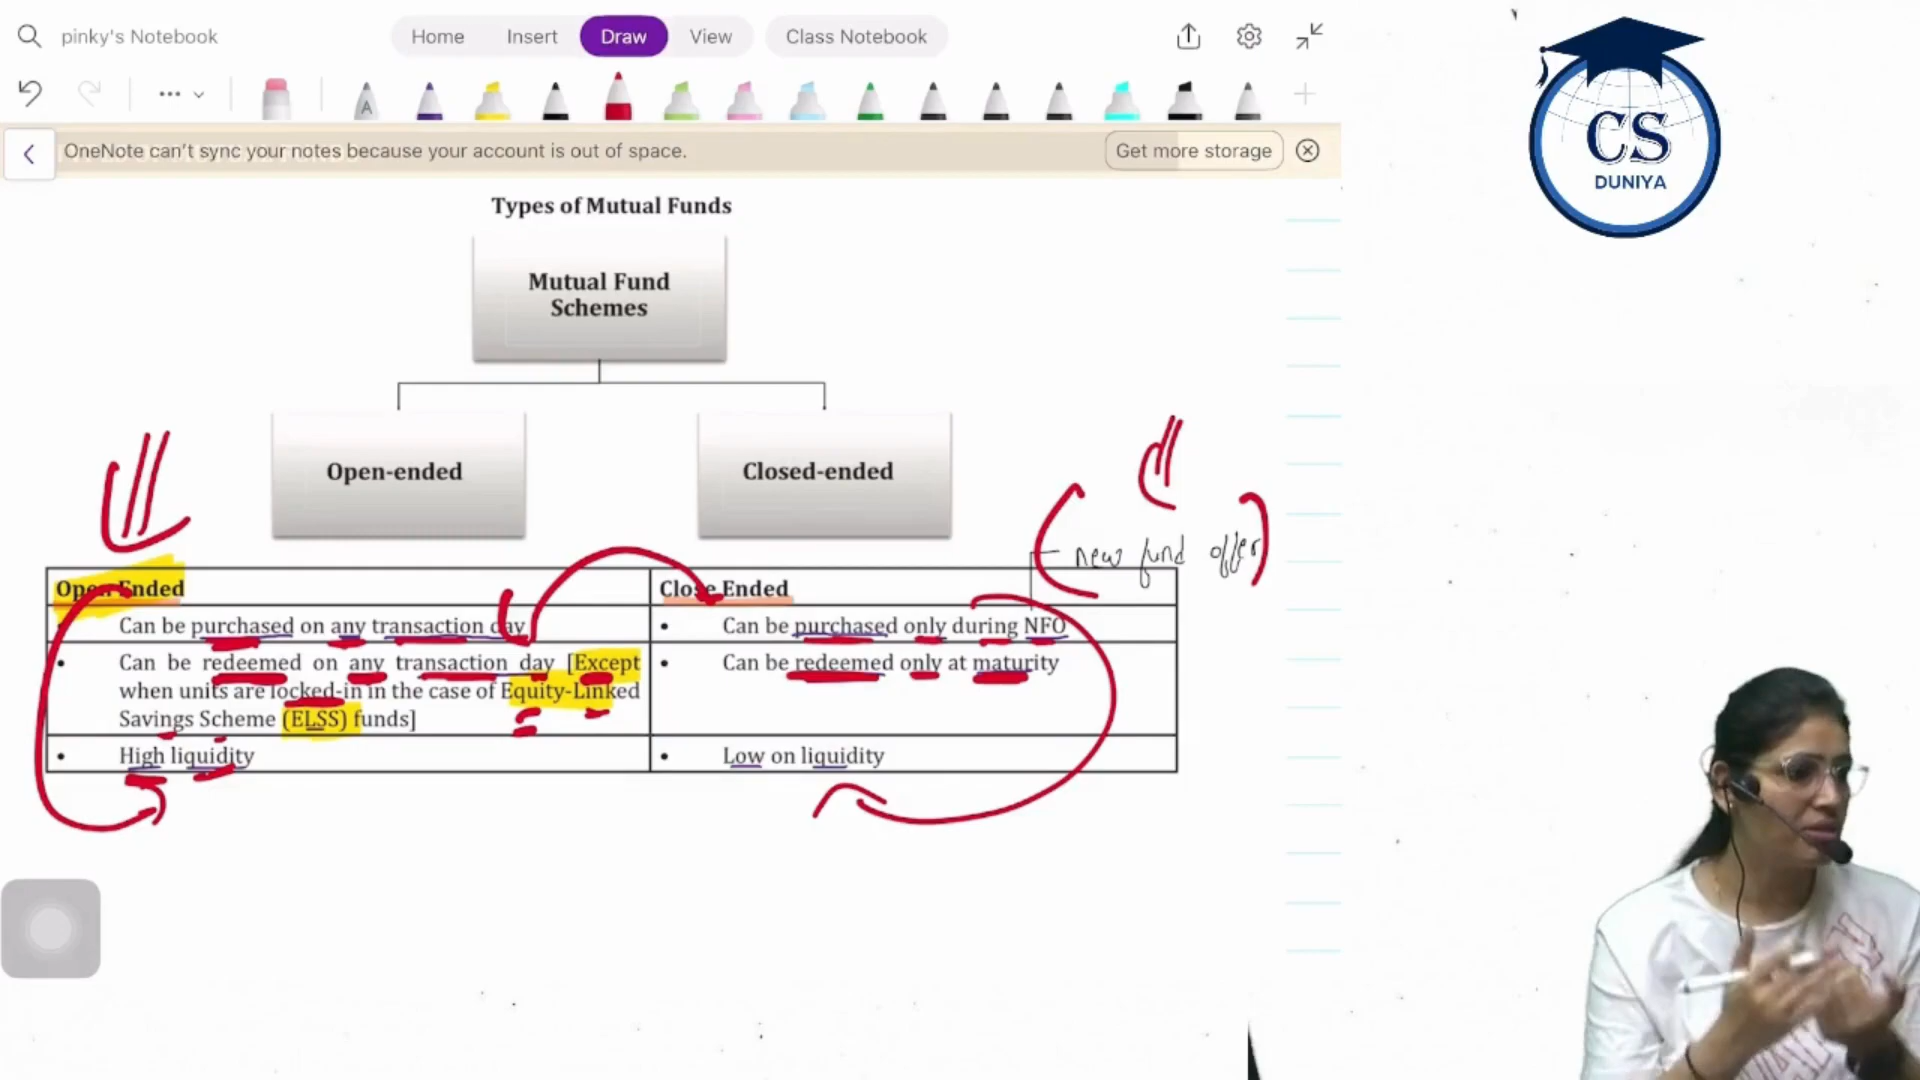 pinky's Notebook
Home
Insert
Draw
View
Class Notebook
A
OneNote can't sync your notes because your account is out of space.
Get more storage
CS
DUNIYA
Types of Mutual Funds
Mutual Fund
Schemes
Open-ended
Closed-ended
new fund offer
Open Ended
Close Ended
• Can be purchased on any transaction day
• Can be purchased only during NFO
• Can be redeemed on any transaction day [Except
when units are locked-in in the case of Equity-Linked
Savings Scheme (ELSS) funds]
• Can be redeemed only at maturity
• High liquidity
• Low on liquidity